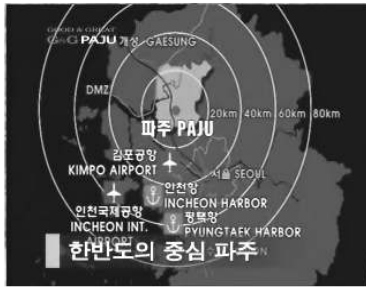 GOOD & GREAT
G&G PAJU 개성 GAESUNG
DMZ
20km 40km 60km 80km
파주 PAJU
김포공항
KIMPO AIRPORT
서울 SEOUL
인천항
INCHEON HARBOR
인천국제공항
INCHEON INT.
AIRPORT
평택항
PYUNGTAEK HARBOR
한반도의 중심 파주